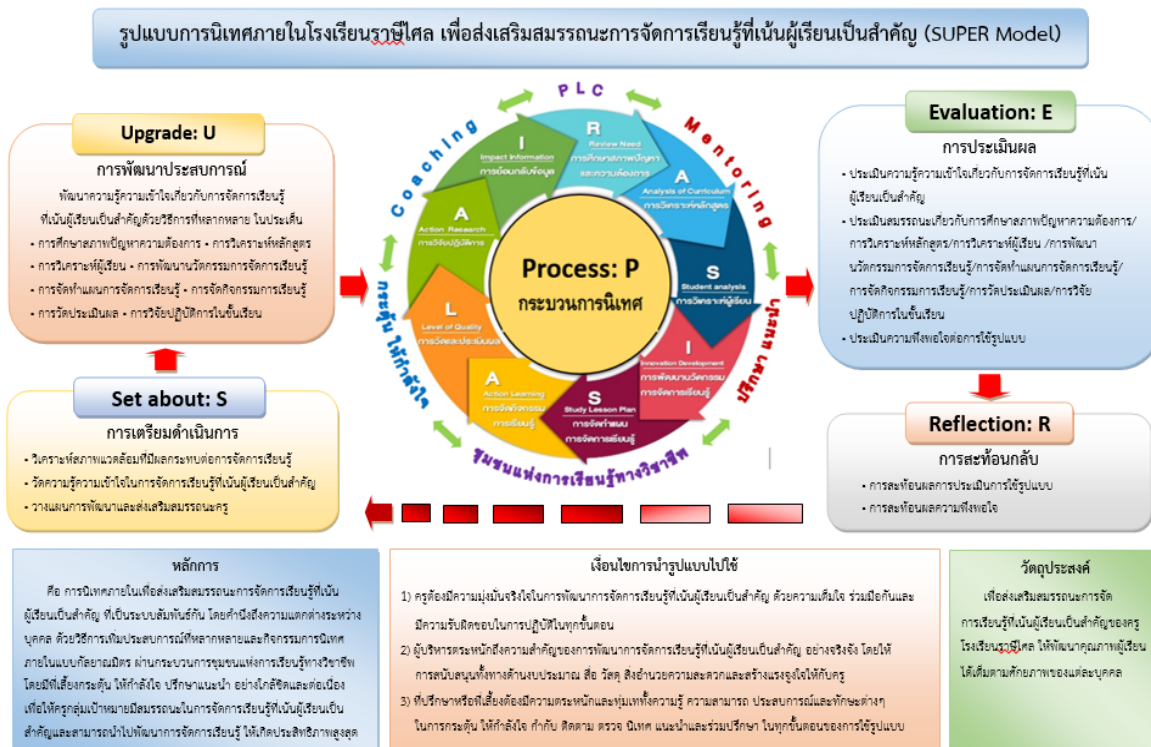 รูปแบบการนิเทศภายในโรงเรียนราษีไศล เพื่อส่งเสริมสมรรถนะการจัดการเรียนรู้ที่เน้นผู้เรียนเป็นสำคัญ (SUPER Model)
Upgrade: U
การพัฒนาประสบการณ์
พัฒนาความรู้ความเข้าใจเกี่ยวกับการจัดการเรียนรู้
ที่เน้นผู้เรียนเป็นสำคัญด้วยวิธีการที่หลากหลาย ในประเด็น
• การศึกษาสภาพปัญหาความต้องการ • การวิเคราะห์หลักสูตร
• การวิเคราะห์ผู้เรียน • การพัฒนานวัตกรรมการจัดการเรียนรู้
• การจัดทำแผนการจัดการเรียนรู้ • การจัดกิจกรรมการเรียนรู้
• การวัดประเมินผล • การวิจัยปฏิบัติการในชั้นเรียน
Set about: S
การเตรียมดำเนินการ
• วิเคราะห์สภาพแวดล้อมที่มีผลกระทบต่อการจัดการเรียนรู้
• วัดความรู้ความเข้าใจในการจัดการเรียนรู้ที่เน้นผู้เรียนเป็นสำคัญ
• วางแผนการพัฒนาและส่งเสริมสมรรถนะครู
PLC
Coaching
Mentoring
กระตุ้น ให้กำลังใจ
ปรึกษา แนะนำ
ชุมชนแห่งการเรียนรู้ทางวิชาชีพ
Process: P
กระบวนการนิเทศ
R
Review Need
การศึกษาสภาพปัญหา
และความต้องการ
A
Analysis of Curriculum
การวิเคราะห์หลักสูตร
S
Student analysis
การวิเคราะห์ผู้เรียน
I
Innovation Development
การพัฒนานวัตกรรม
การจัดการเรียนรู้
S
Study Lesson Plan
การจัดทำแผน
การจัดการเรียนรู้
A
Action Learning
การจัดกิจกรรม
การเรียนรู้
L
Level of Quality
การวัดและประเมินผล
A
Action Research
การวิจัยปฏิบัติการ
I
Impact Information
การย้อนกลับข้อมูล
Evaluation: E
การประเมินผล
• ประเมินความรู้ความเข้าใจเกี่ยวกับการจัดการเรียนรู้ที่เน้น
ผู้เรียนเป็นสำคัญ
• ประเมินสมรรถนะเกี่ยวกับการศึกษาสภาพปัญหาความต้องการ/
การวิเคราะห์หลักสูตร/การวิเคราะห์ผู้เรียน /การพัฒนา
นวัตกรรมการจัดการเรียนรู้/การจัดทำแผนการจัดการเรียนรู้/
การจัดกิจกรรมการเรียนรู้/การวัดประเมินผล/การวิจัย
ปฏิบัติการในชั้นเรียน
• ประเมินความพึงพอใจต่อการใช้รูปแบบ
Reflection: R
การสะท้อนกลับ
• การสะท้อนผลการประเมินการใช้รูปแบบ
• การสะท้อนผลความพึงพอใจ
หลักการ
คือ การนิเทศภายในเพื่อส่งเสริมสมรรถนะการจัดการเรียนรู้ที่เน้น
ผู้เรียนเป็นสำคัญ ที่เป็นระบบสัมพันธ์กัน โดยคำนึงถึงความแตกต่างระหว่าง
บุคคล ด้วยวิธีการเพิ่มประสบการณ์ที่หลากหลายและกิจกรรมการนิเทศ
ภายในแบบกัลยาณมิตร ผ่านกระบวนการชุมชนแห่งการเรียนรู้ทางวิชาชีพ
โดยมีพี่เลี้ยงกระตุ้น ให้กำลังใจ ปรึกษาแนะนำ อย่างใกล้ชิดและต่อเนื่อง
เพื่อให้ครูกลุ่มเป้าหมายมีสมรรถนะในการจัดการเรียนรู้ที่เน้นผู้เรียนเป็น
สำคัญและสามารถนำไปพัฒนาการจัดการเรียนรู้ ให้เกิดประสิทธิภาพสูงสุด
เงื่อนไขการนำรูปแบบไปใช้
1) ครูต้องมีความมุ่งมั่นจริงใจในการพัฒนาการจัดการเรียนรู้ที่เน้นผู้เรียนเป็นสำคัญ ด้วยความเต็มใจ ร่วมมือกันและ
มีความรับผิดชอบในการปฏิบัติในทุกขั้นตอน
2) ผู้บริหารตระหนักถึงความสำคัญของการพัฒนาการจัดการเรียนรู้ที่เน้นผู้เรียนเป็นสำคัญ อย่างจริงจัง โดยให้
การสนับสนุนทั้งทางด้านงบประมาณ สื่อ วัสดุ สิ่งอำนวยความสะดวกและสร้างแรงจูงใจให้กับครู
3) ที่ปรึกษาหรือพี่เลี้ยงต้องมีความตระหนักและทุ่มเททั้งความรู้ ความสามารถ ประสบการณ์และทักษะต่างๆ
ในการกระตุ้น ให้กำลังใจ กำกับ ติดตาม ตรวจ นิเทศ แนะนำและร่วมปรึกษา ในทุกขั้นตอนของการใช้รูปแบบ
วัตถุประสงค์
เพื่อส่งเสริมสมรรถนะการจัด
การเรียนรู้ที่เน้นผู้เรียนเป็นสำคัญของครู
โรงเรียนราษีไศล ให้พัฒนาคุณภาพผู้เรียน
ได้เต็มตามศักยภาพของแต่ละบุคคล